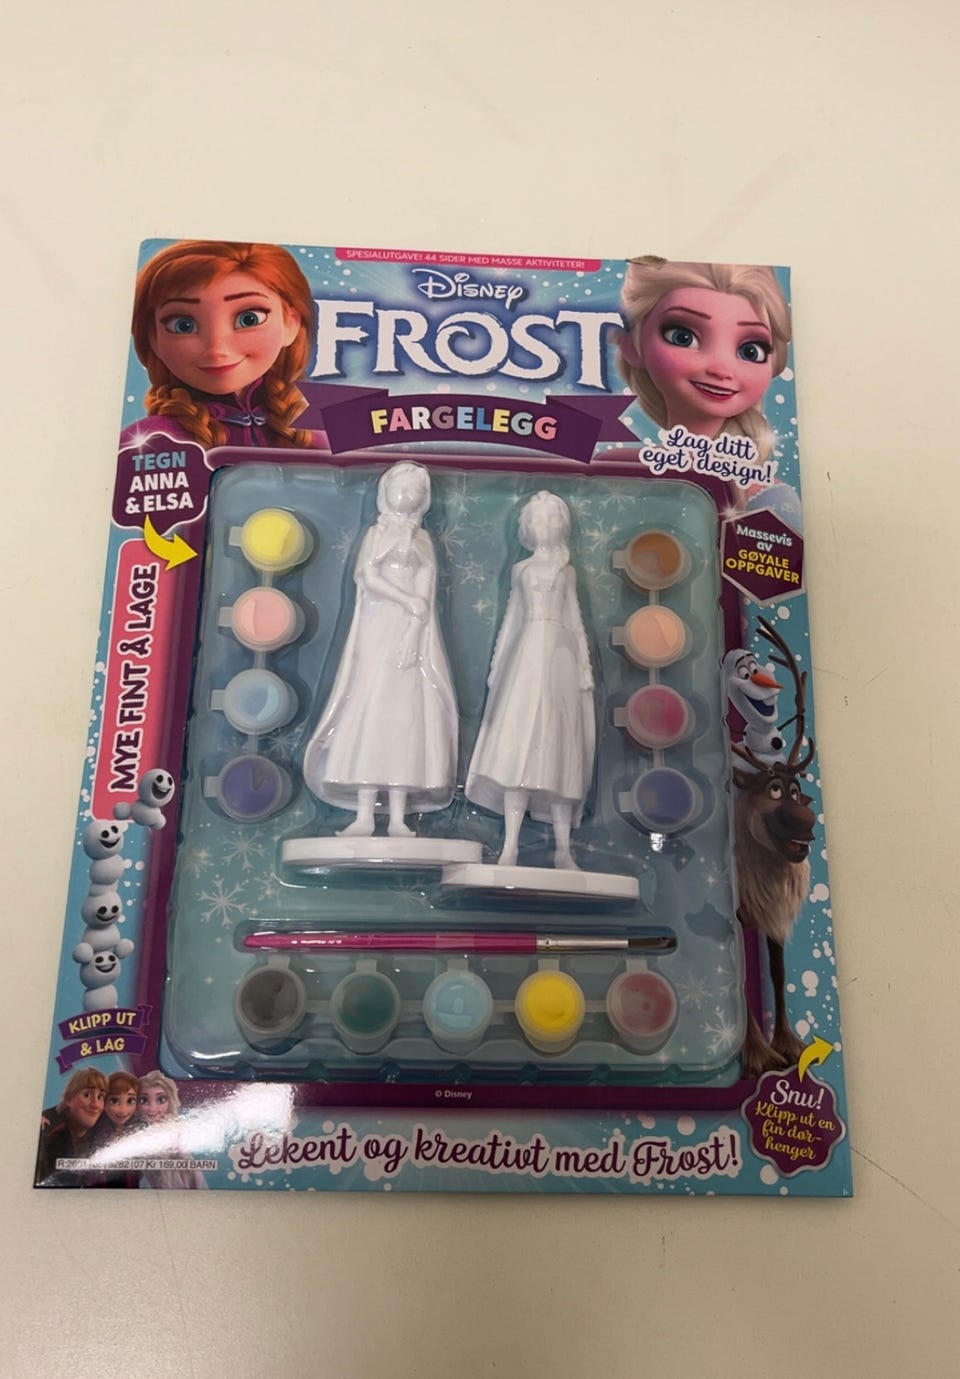 SPESIALUTGAVE! 44 SIDER MED MASSE AKTIVITETER!
Disney
FROST
FARGELEGG
Lag ditt
eget design!
TEGN
ANNA
& ELSA
Massevis
av
GØYALE
OPPGAVER
MYE FINT Å LAGE
KLIPP UT
& LAG
© Disney
Snu!
Klipp ut en
fin dør-
henger
Lekent og kreativt med Frost!
07 Kr 169,00 BARN